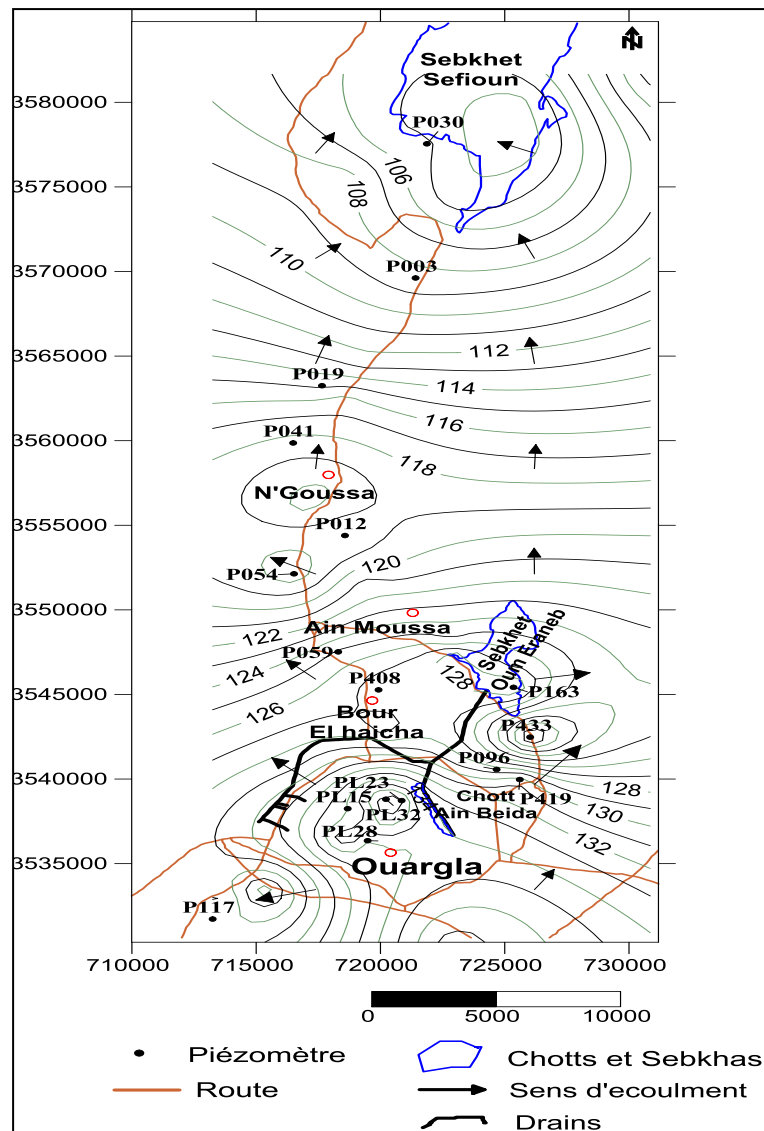 N
Sebkhet
Sefioun
3580000
P030
3575000
106
108
110
3570000
P003
112
3565000
P019
114
116
3560000
P041
118
N'Goussa
3555000
P012
120
P054
3550000
122
Ain Moussa
Sebkhet
Oum Eraneb
P059
124
128
3545000
P408
P163
126
Bour
El haicha
P433
3540000
P096
128
PL23
PL15
Chott
P419
130
PL32
Ain Beida
132
PL28
3535000
Ouargla
P117
710000 715000 720000 725000 730000
0 5000 10000
Piézomètre
Chotts et Sebkhas
Route
Sens d'ecoulment
Drains